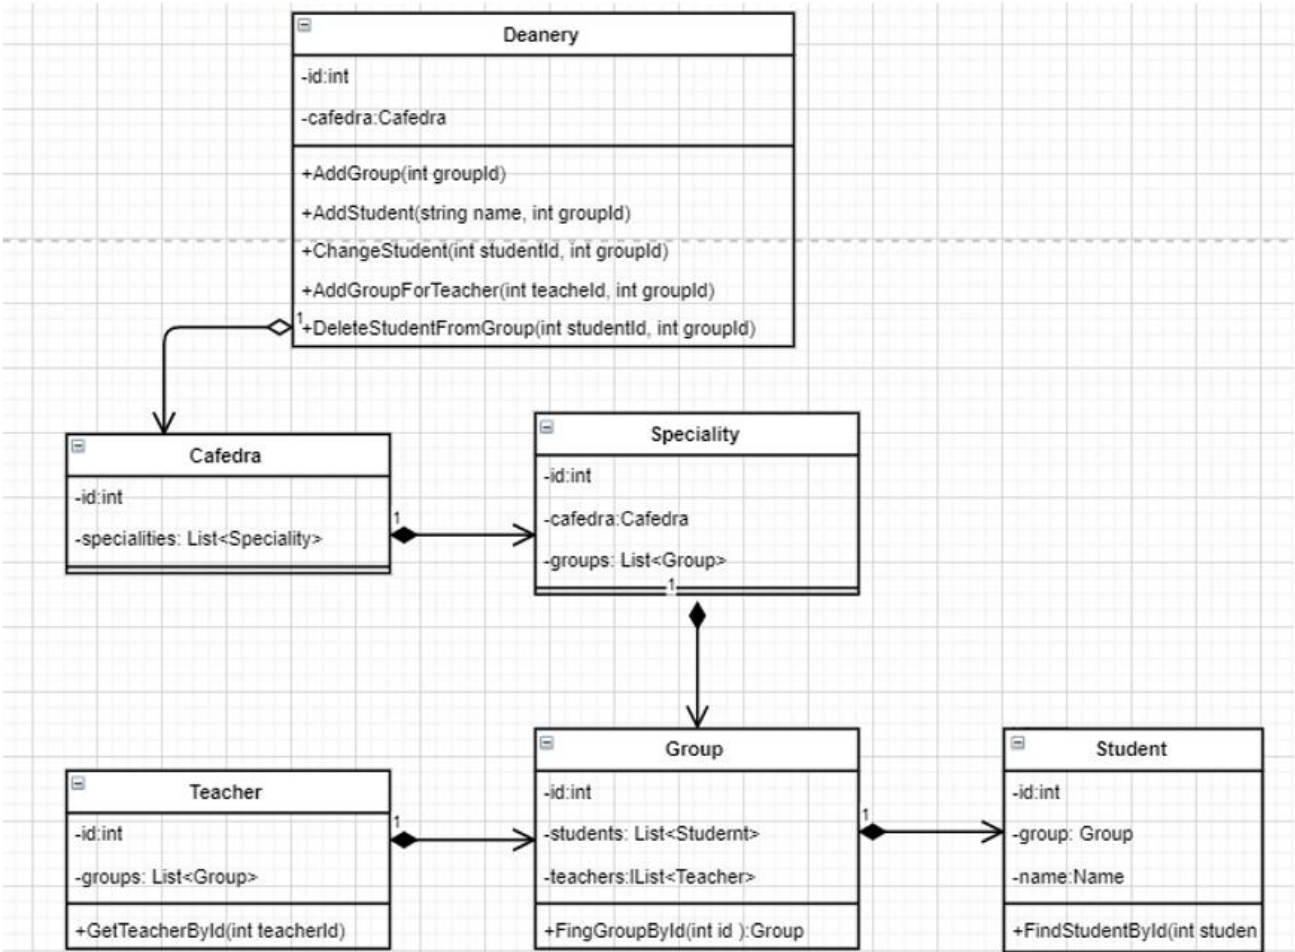 Deanery
-id:int
-cafedra:Cafedra
+AddGroup(int groupId)
+AddStudent(string name, int groupId)
+ChangeStudent(int studentId, int groupId)
+AddGroupForTeacher(int teacheId, int groupId)
1
+DeleteStudentFromGroup(int studentId, int groupId)
Cafedra
-id:int
-specialities: List<Speciality>
1
Speciality
-id:int
-cafedra:Cafedra
-groups: List<Group>
1
Teacher
-id:int
-groups: List<Group>
+GetTeacherById(int teacherId)
1
Group
-id:int
-students: List<Studernt>
-teachers:IList<Teacher>
+FingGroupById(int id ):Group
1
Student
-id:int
-group: Group
-name:Name
+FindStudentById(int studen